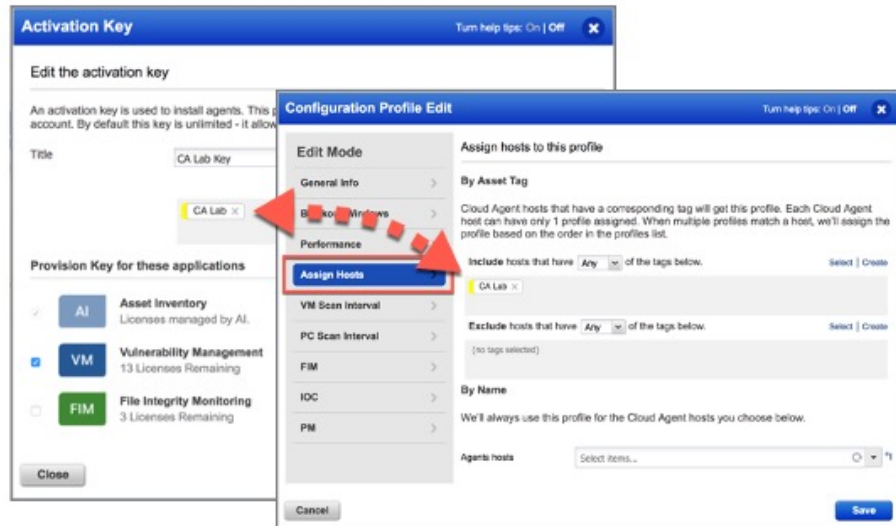 Activation Key
Turn help tips: On | Off
Edit the activation key
An activation key is used to install agents. This
account. By default this key is unlimited - it allow
Title
CA Lab Key
CA Lab
Provision Key for these applications
AI
Asset Inventory
Licenses managed by AI.
VM
Vulnerability Management
13 Licenses Remaining
FIM
File Integrity Monitoring
3 Licenses Remaining
Close
Configuration Profile Edit
Turn help tips: On | Off
Edit Mode
General Info
Windows
Performance
Assign Hosts
VM Scan Interval
PC Scan Interval
FIM
IOC
PM
Assign hosts to this profile
By Asset Tag
Cloud Agent hosts that have a corresponding tag will get this profile. Each Cloud Agent
host can have only 1 profile assigned. When multiple profiles match a host, we'll assign the
profile based on the order in the profiles list.
Include hosts that have Any of the tags below.
Select | Create
CA Lab
Exclude hosts that have Any of the tags below.
Select | Create
(no tags selected)
By Name
We'll always use this profile for the Cloud Agent hosts you choose below.
Agents hosts
Select items...
Cancel
Save